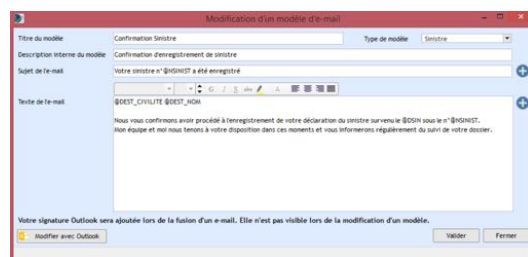 Modification d'un modèle d'e-mail
Titre du modèle Confirmation Sinistre Type de modèle Sinistre
Description interne du modèle Confirmation d'enregistrement de sinistre
Sujet de l'e-mail Votre sinistre n°@NSINIST a été enregistré
G I S abc A
Texte de l'e-mail @DEST_CIVILITE @DEST_NOM
Nous vous confirmons avoir procédé à l'enregistrement de votre déclaration du sinistre survenu le @DSIN sous le n°@NSINIST.
Mon équipe et moi nous tenons à votre disposition dans ces moments et vous informerons régulièrement du suivi de votre dossier.
Votre signature Outlook sera ajoutée lors de la fusion d'un e-mail. Elle n'est pas visible lors de la modification d'un modèle.
Modifier avec Outlook Valider Fermer